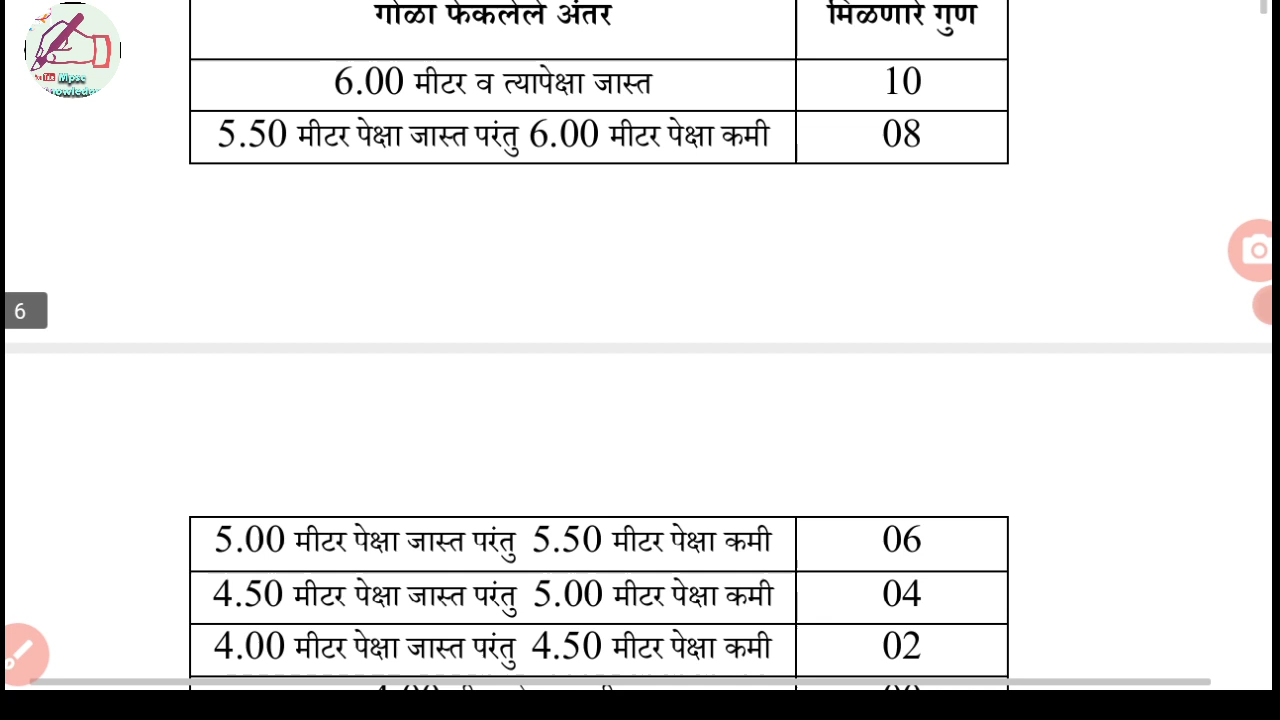 गोळा फेकलेले अंतर मिळणारे गुण
6.00 मीटर व त्यापेक्षा जास्त 10
5.50 मीटर पेक्षा जास्त परंतु 6.00 मीटर पेक्षा कमी 08
6
5.00 मीटर पेक्षा जास्त परंतु 5.50 मीटर पेक्षा कमी 06
4.50 मीटर पेक्षा जास्त परंतु 5.00 मीटर पेक्षा कमी 04
4.00 मीटर पेक्षा जास्त परंतु 4.50 मीटर पेक्षा कमी 02
Mpsc